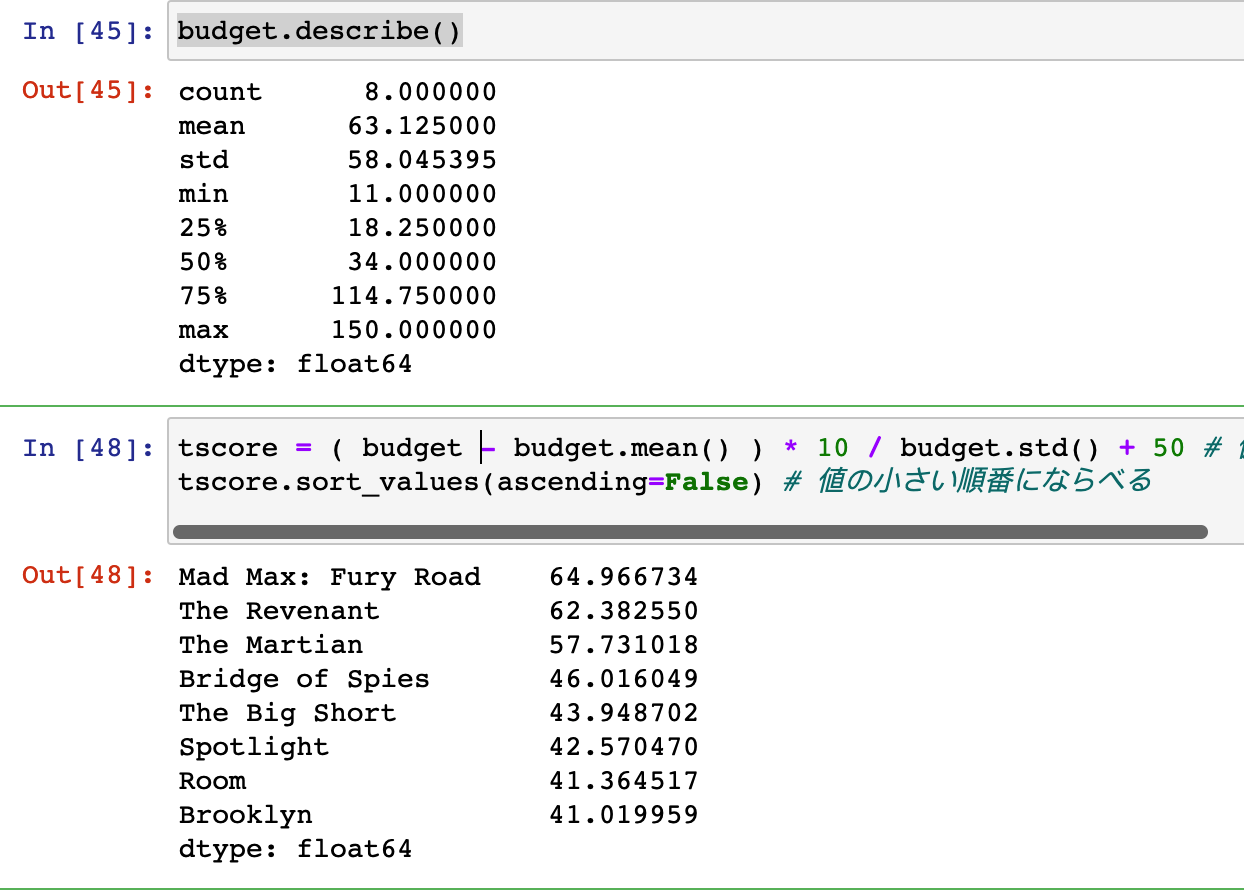 In [45]: budget.describe()
Out[45]: count 8.000000
mean 63.125000
std 58.045395
min 11.000000
25% 18.250000
50% 34.000000
75% 114.750000
max 150.000000
dtype: float64
In [48]: tscore = ( budget - budget.mean() ) * 10 / budget.std() + 50 #
tscore.sort_values(ascending=False) # 値の小さい順番にならべる
Out[48]: Mad Max: Fury Road 64.966734
The Revenant 62.382550
The Martian 57.731018
Bridge of Spies 46.016049
The Big Short 43.948702
Spotlight 42.570470
Room 41.364517
Brooklyn 41.019959
dtype: float64